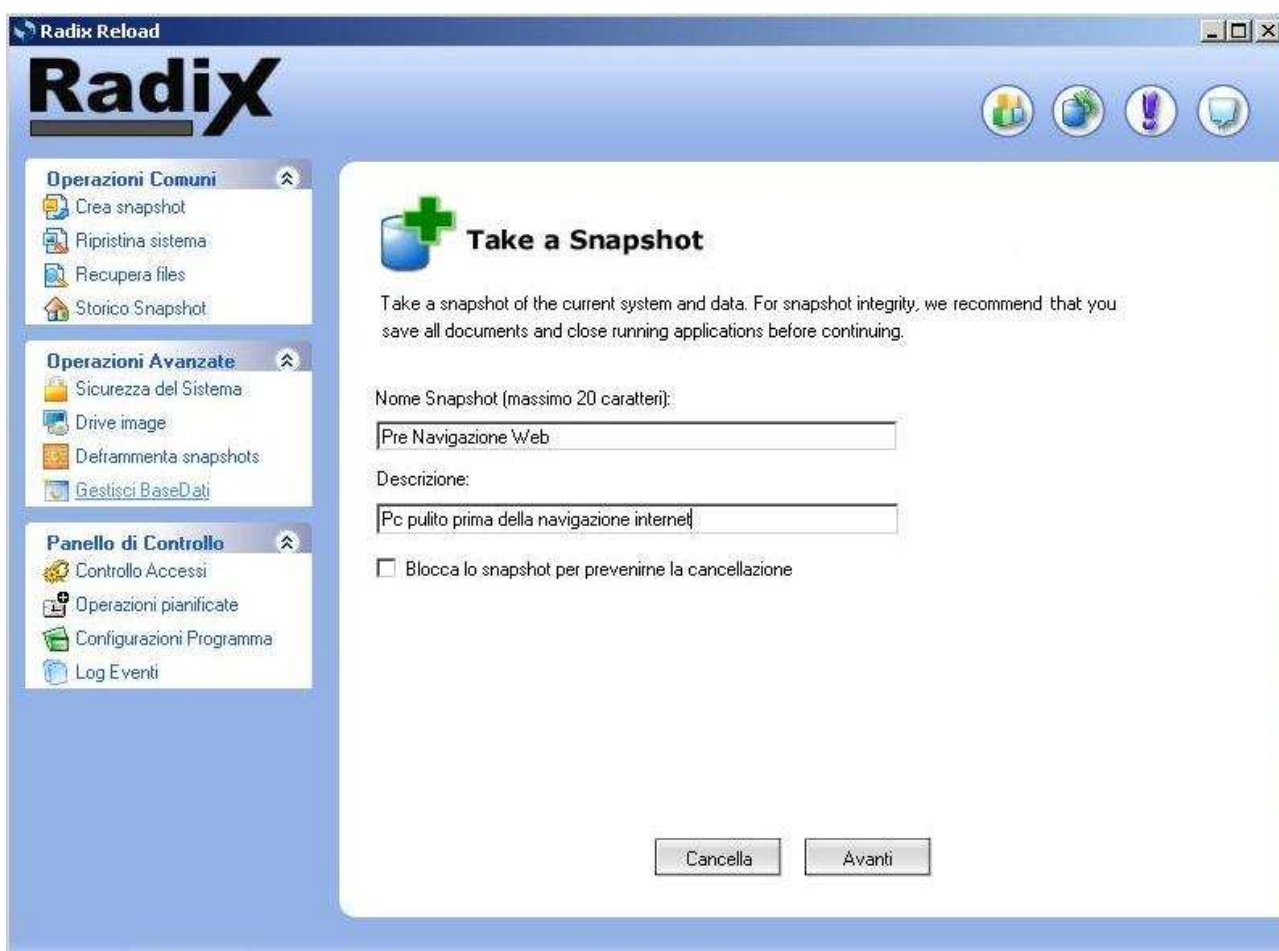 Radix Reload
Radix
Operazioni Comuni
Crea snapshot
Ripristina sistema
Recupera files
Storico Snapshot
Operazioni Avanzate
Sicurezza del Sistema
Drive image
Deframmenta snapshots
Gestisci BaseDati
Panello di Controllo
Controllo Accessi
Operazioni pianificate
Configurazioni Programma
Log Eventi
Take a Snapshot
Take a snapshot of the current system and data. For snapshot integrity, we recommend that you
save all documents and close running applications before continuing.
Nome Snapshot (massimo 20 caratteri):
Pre Navigazione Web
Descrizione:
Pc pulito prima della navigazione internet
Blocca lo snapshot per prevenirne la cancellazione
Cancella
Avanti